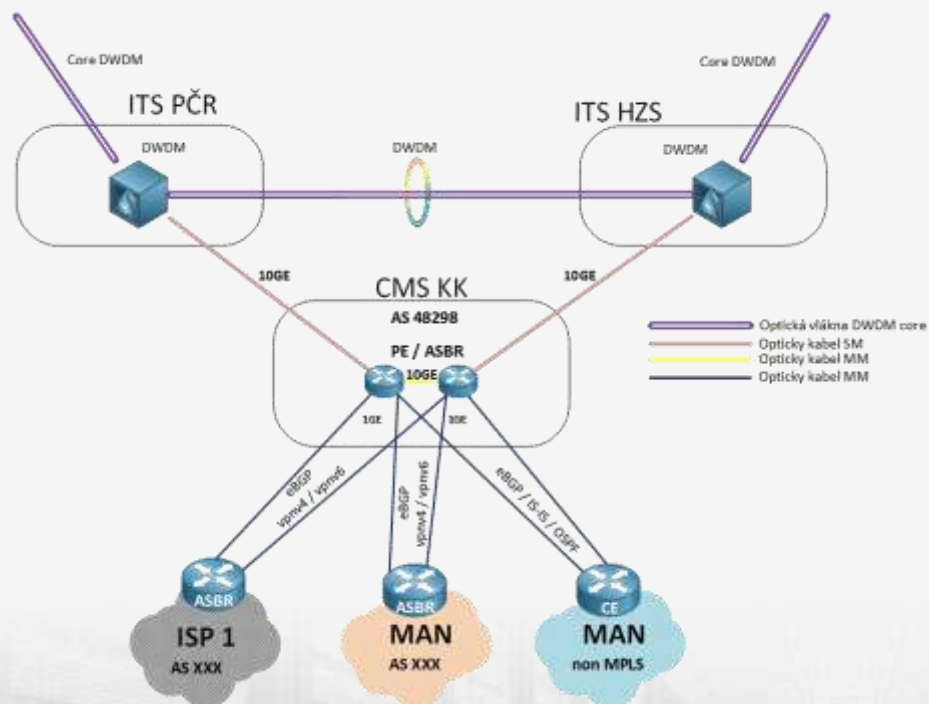 Core DWDM
Core DWDM
ITS PČR
ITS HZS
DWDM
DWDM
DWDM
10GE
10GE
CMS KK
AS 48298
PE / ASBR
10GE
Optická vlákna DWDM core
Opticky kabel SM
Opticky kabel MM
Opticky kabel MM
1GE
1GE
eBGP
vpnv4 / vpnv6
eBGP
vpnv4 / vpnv6
eBGP / IS-IS / OSPF
ASBR
ASBR
CE
ISP 1
MAN
MAN
AS XXX
AS XXX
non MPLS